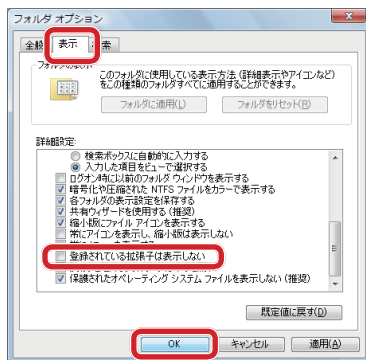 フォルダ オプション
全般 表示
このフォルダに使用している表示方法(詳細表示やアイコンなど)
をこの種類のフォルダすべてに適用することができます。
フォルダに適用(L) フォルダをリセット(R)
詳細設定:
検索ボックスに自動的に入力する
入力した項目をビューで選択する
ログオン時に以前のフォルダ ウィンドウを表示する
暗号化や圧縮された NTFS ファイルをカラーで表示する
各フォルダの表示設定を保存する
共有ウィザードを使用する (推奨)
縮小版にファイル アイコンを表示する
常にアイコンを表示し、縮小版は表示しない
登録されている拡張子は表示しない
保護されたオペレーティング システム ファイルを表示しない (推奨)
既定値に戻す(D)
OK キャンセル 適用(A)